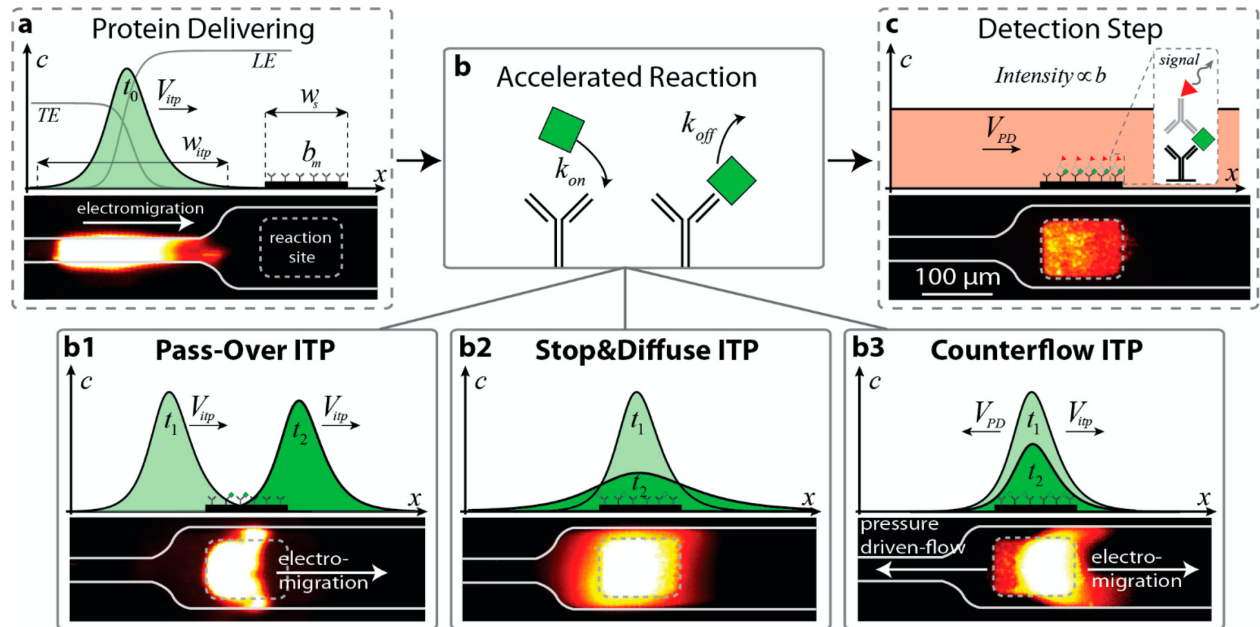 a Protein Delivering
c
LE
t0
Vitp
TE
ws
witp
bm
x
electromigration
reaction
site
b Accelerated Reaction
kon
koff
c Detection Step
c
Intensity∝b
signal
VPD
x
100 µm
b1 Pass-Over ITP
c
Vitp
Vitp
t1
t2
x
electro-
migration
b2 Stop&Diffuse ITP
c
t1
t2
x
b3 Counterflow ITP
c
VPD
Vitp
t1
t2
x
pressure
driven-flow
electro-
migration